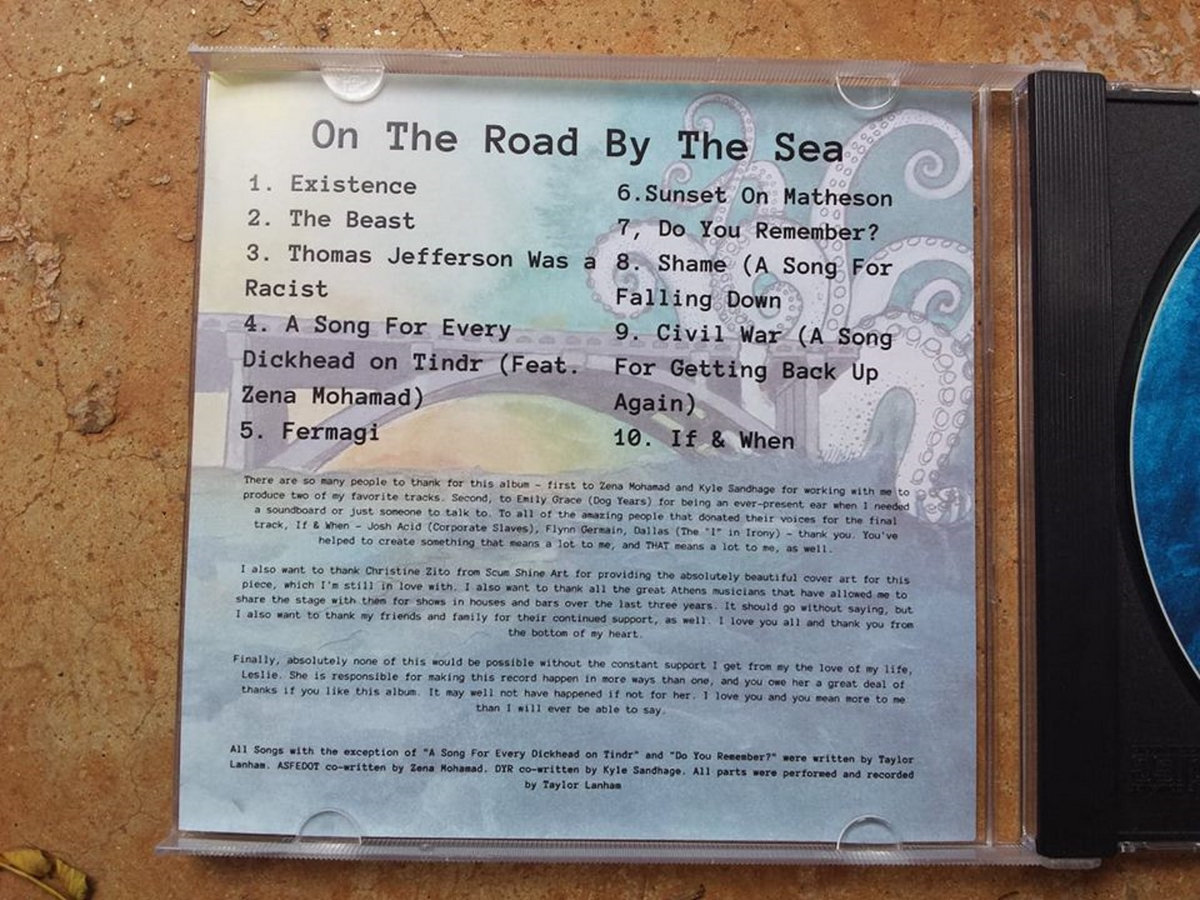 On The Road By The Sea
1. Existence
2. The Beast
3. Thomas Jefferson Was a
Racist
4. A Song For Every
Dickhead on Tindr (Feat.
Zena Mohamad)
5. Fermagi
6.Sunset On Matheson
7, Do You Remember?
8. Shame (A Song For
Falling Down
9. Civil War (A Song
For Getting Back Up
Again)
10. If & When
There are so many people to thank for this album - first to Zena Mohamad and Kyle Sandhage for working with me to
produce two of my favorite tracks. Second, to Emily Grace (Dog Years) for being an ever-present ear when I needed
a soundboard or just someone to talk to. To all of the amazing people that donated their voices for the final
track, If & When - Josh Acid (Corporate Slaves), Flynn Germain, Dallas (The "I" in Irony) - thank you. You've
helped to create something that means a lot to me, and THAT means a lot to me, as well.
I also want to thank Christine Zito from Scum Shine Art for providing the absolutely beautiful cover art for this
piece, which I'm still in love with. I also want to thank all the great Athens musicians that have allowed me to
share the stage with them for shows in houses and bars over the last three years. It should go without saying, but
I also want to thank my friends and family for their continued support, as well. I love you all and thank you from
the bottom of my heart.
Finally, absolutely none of this would be possible without the constant support I get from my the love of my life,
Leslie. She is responsible for making this record happen in more ways than one, and you owe her a great deal of
thanks if you like this album. It may well not have happened if not for her. I love you and you mean more to me
than I will ever be able to say.
All Songs with the exception of "A Song For Every Dickhead on Tindr" and "Do You Remember?" were written by Taylor
Lanham. ASFEDOT co-written by Zena Mohamad. DYR co-written by Kyle Sandhage. All parts were performed and recorded
by Taylor Lanham